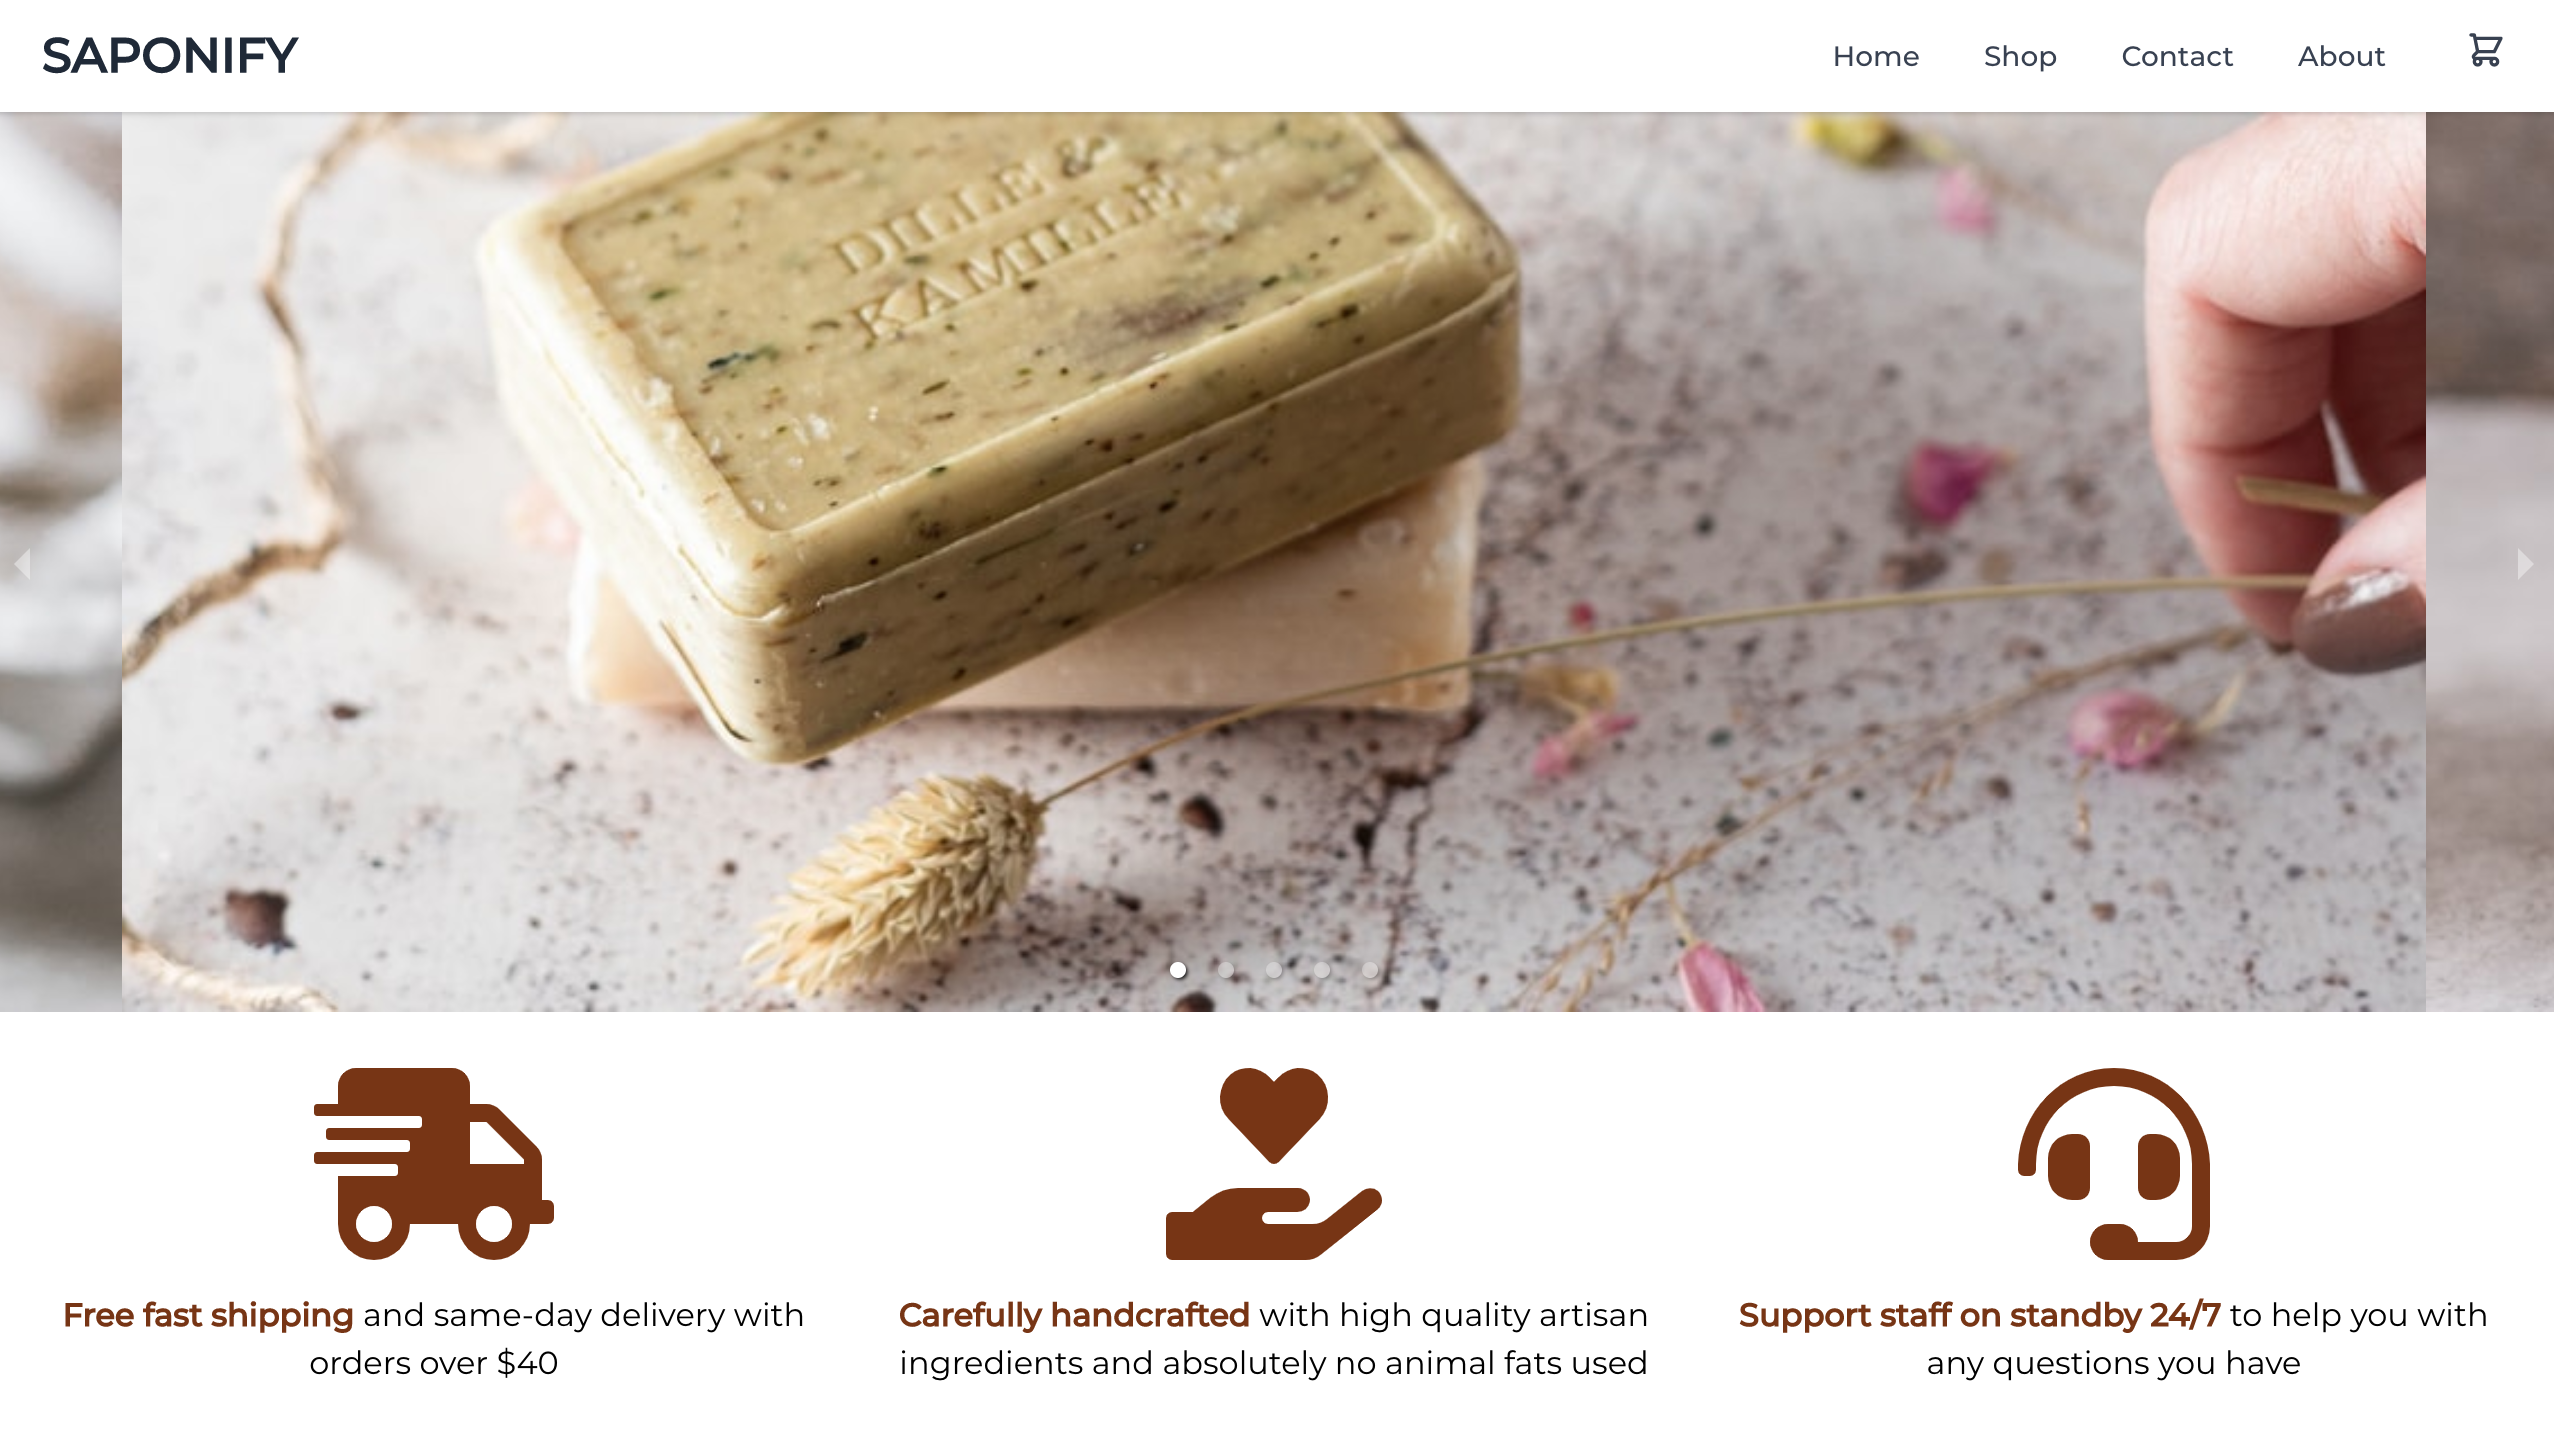 SAPONIFY
Home Shop Contact About
DILLE &
KAMILLE
Free fast shipping and same-day delivery with
orders over $40
Carefully handcrafted with high quality artisan
ingredients and absolutely no animal fats used
Support staff on standby 24/7 to help you with
any questions you have